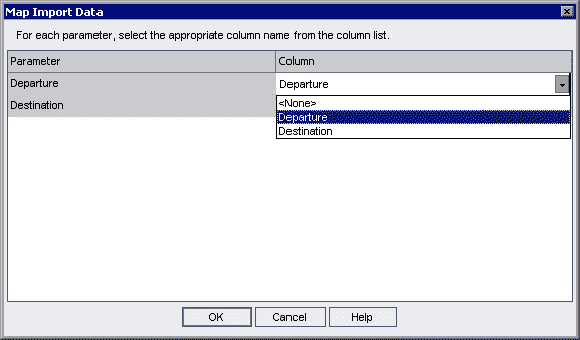 Map Import Data
For each parameter, select the appropriate column name from the column list.
Parameter Column
Departure Departure
Destination <None>
Departure
Destination
OK Cancel Help